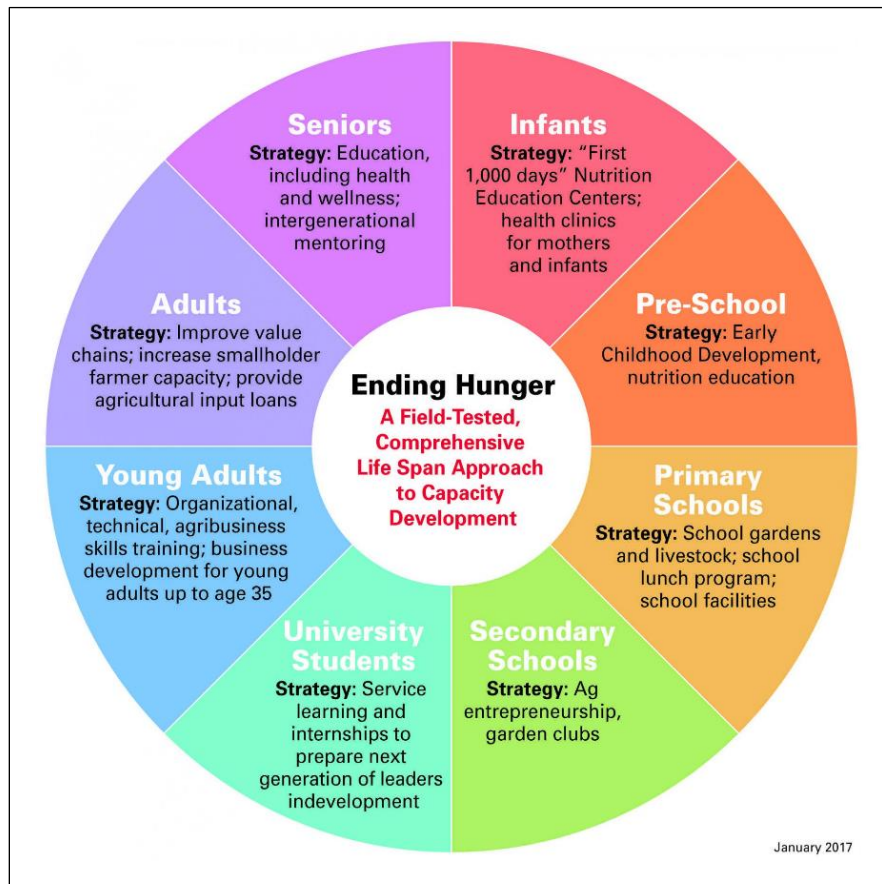 Ending Hunger
A Field-Tested,
Comprehensive
Life Span Approach
to Capacity
Development
Infants
Strategy: “First
1,000 days” Nutrition
Education Centers;
health clinics
for mothers
and infants
Pre-School
Strategy: Early
Childhood Development,
nutrition education
Primary
Schools
Strategy: School gardens
and livestock; school
lunch program;
school facilities
Secondary
Schools
Strategy: Ag
entrepreneurship,
garden clubs
University
Students
Strategy: Service
learning and
internships to
prepare next
generation of leaders
indevelopment
Young Adults
Strategy: Organizational,
technical, agribusiness
skills training; business
development for young
adults up to age 35
Adults
Strategy: Improve value
chains; increase smallholder
farmer capacity; provide
agricultural input loans
Seniors
Strategy: Education,
including health
and wellness;
intergenerational
mentoring
January 2017